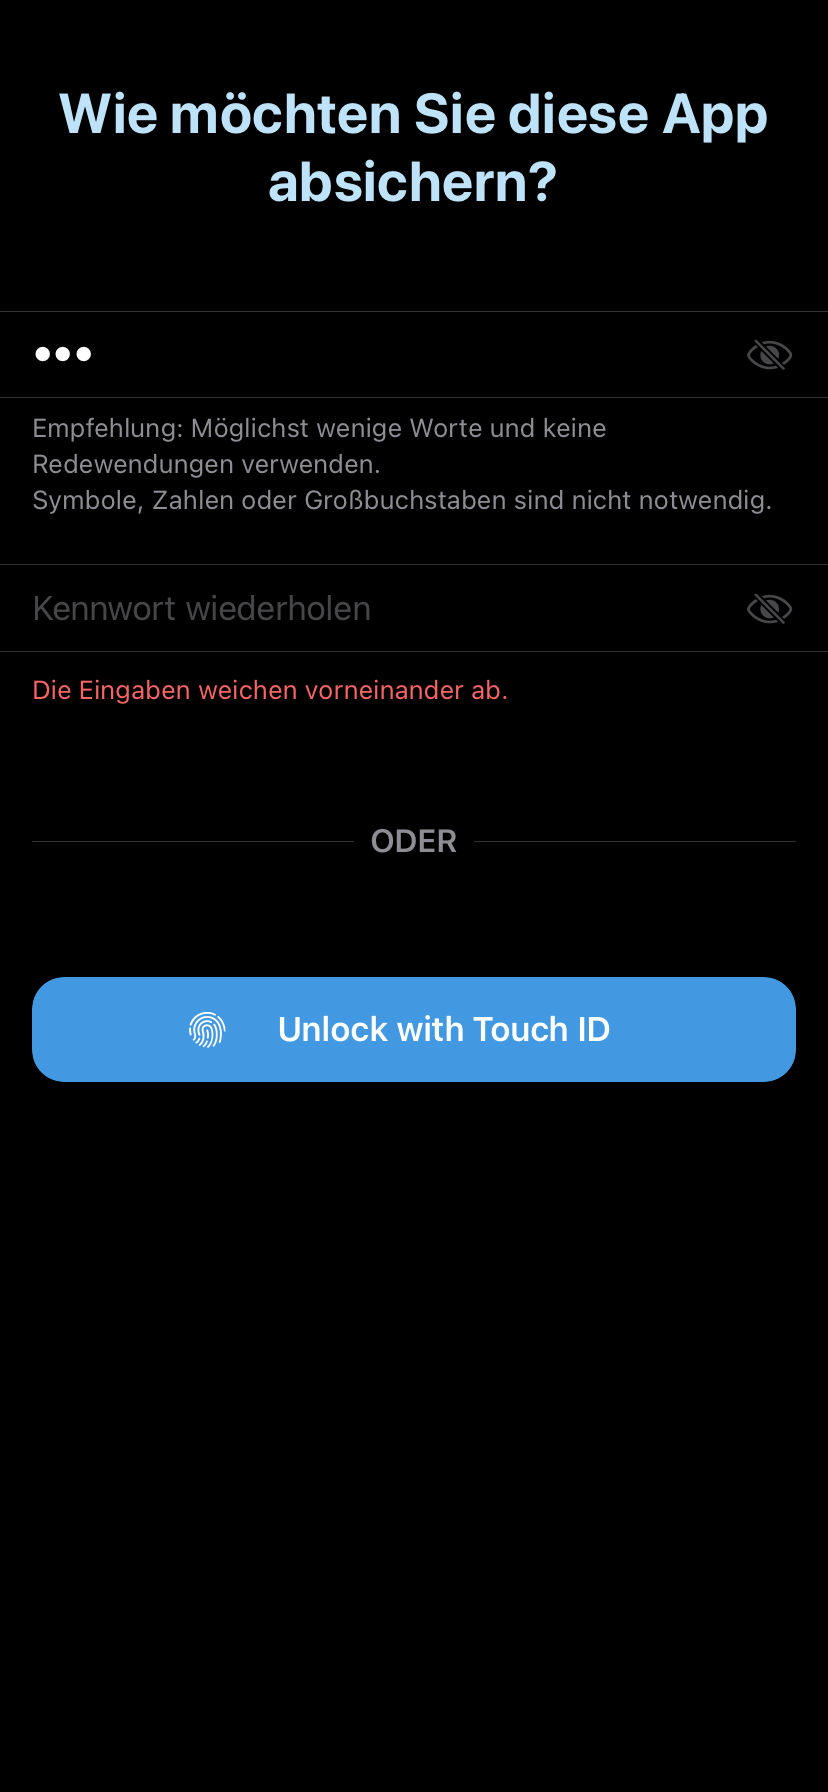 Wie möchten Sie diese App
absichern?
•••
Empfehlung: Möglichst wenige Worte und keine
Redewendungen verwenden.
Symbole, Zahlen oder Großbuchstaben sind nicht notwendig.
Kennwort wiederholen
Die Eingaben weichen vorneinander ab.
ODER
Unlock with Touch ID